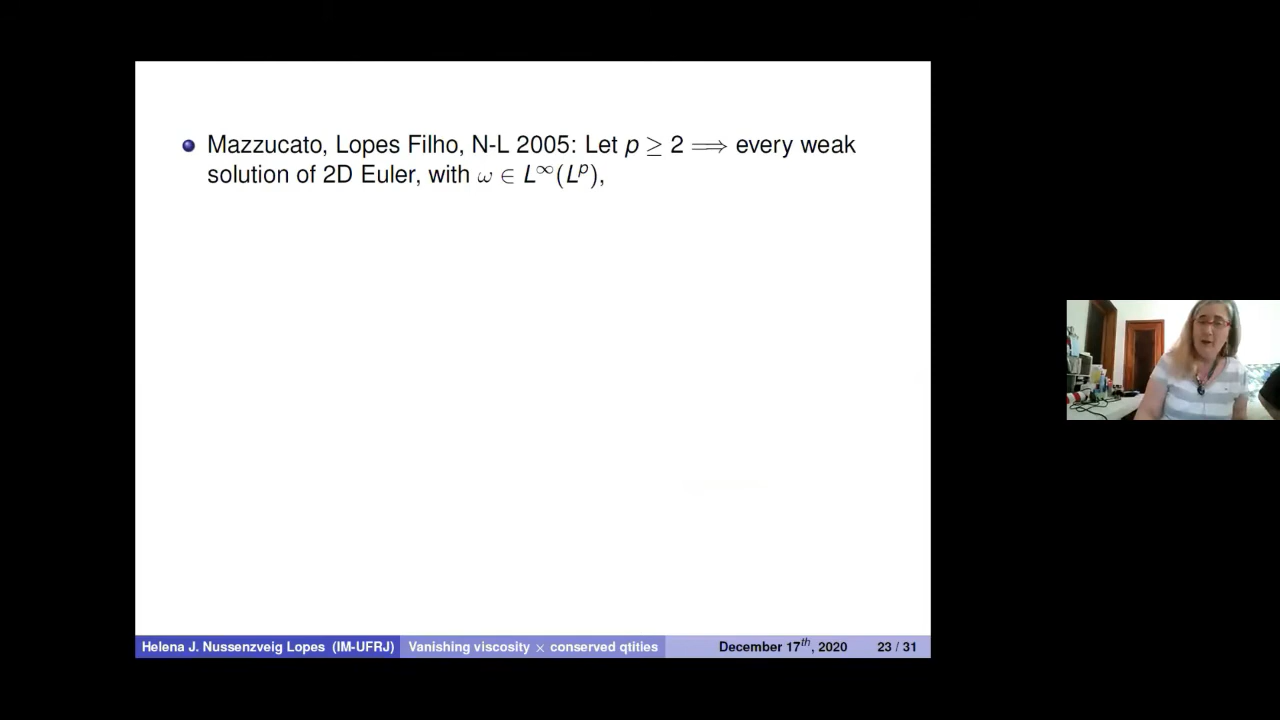 Mazzucato, Lopes Filho, N-L 2005: Let p ≥ 2 ⟹ every weak
solution of 2D Euler, with ω ∈ L^∞(L^p),
Helena J. Nussenzveig Lopes (IM-UFRJ) Vanishing viscosity × conserved qtities December 17^th, 2020 23 / 31